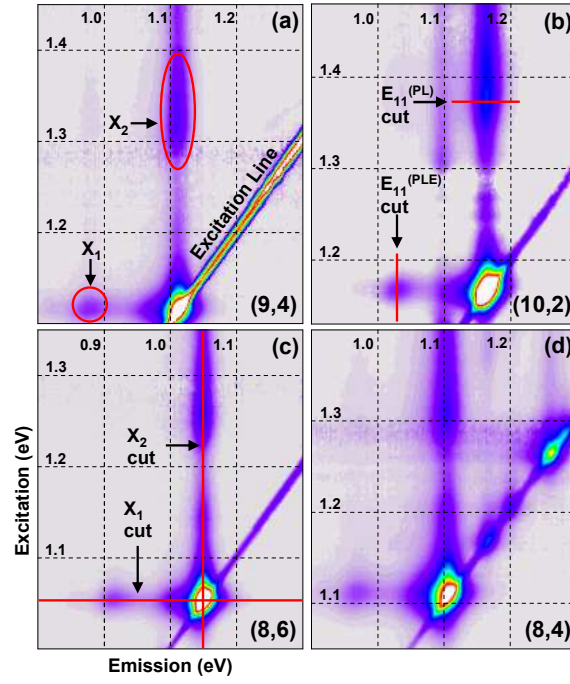 1.0 1.1 1.2
(a)
1.4
1.3
1.2
X2
X1
Excitation Line
(9,4)
1.0 1.1 1.2
(b)
1.4
1.3
1.2
E11(PL)
cut
E11(PLE)
cut
(10,2)
0.9 1.0 1.1
(c)
1.3
1.2
1.1
X2
cut
X1
cut
(8,6)
1.0 1.1 1.2
(d)
1.3
1.2
1.1
(8,4)
Excitation (eV)
Emission (eV)